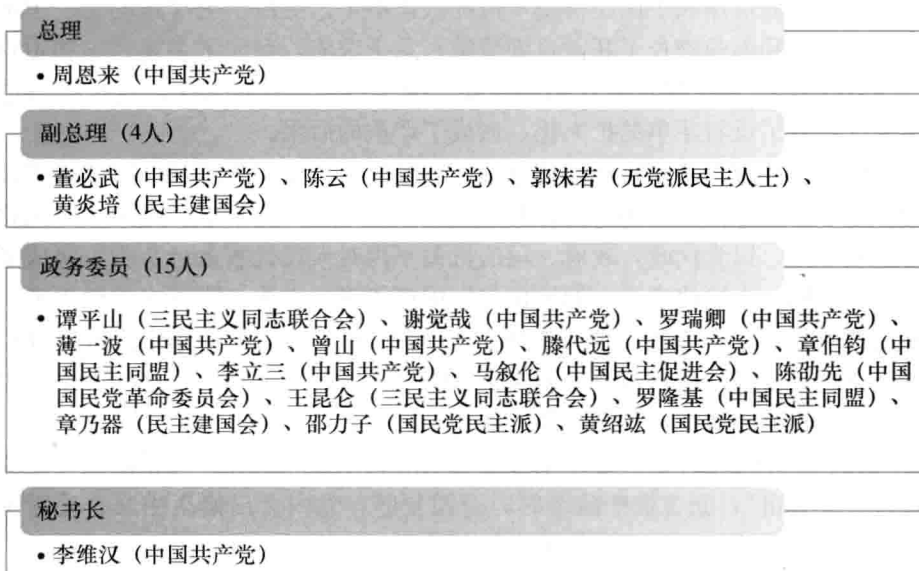 总理
• 周恩来（中国共产党）
副总理（4人）
• 董必武（中国共产党）、陈云（中国共产党）、郭沫若（无党派民主人士）、
黄炎培（民主建国会）
政务委员（15人）
• 谭平山（三民主义同志联合会）、谢觉哉（中国共产党）、罗瑞卿（中国共产党）、
薄一波（中国共产党）、曾山（中国共产党）、滕代远（中国共产党）、章伯钧（中
国民主同盟）、李立三（中国共产党）、马叙伦（中国民主促进会）、陈劭先（中国
国民党革命委员会）、王昆仑（三民主义同志联合会）、罗隆基（中国民主同盟）、
章乃器（民主建国会）、邵力子（国民党民主派）、黄绍竑（国民党民主派）
秘书长
• 李维汉（中国共产党）